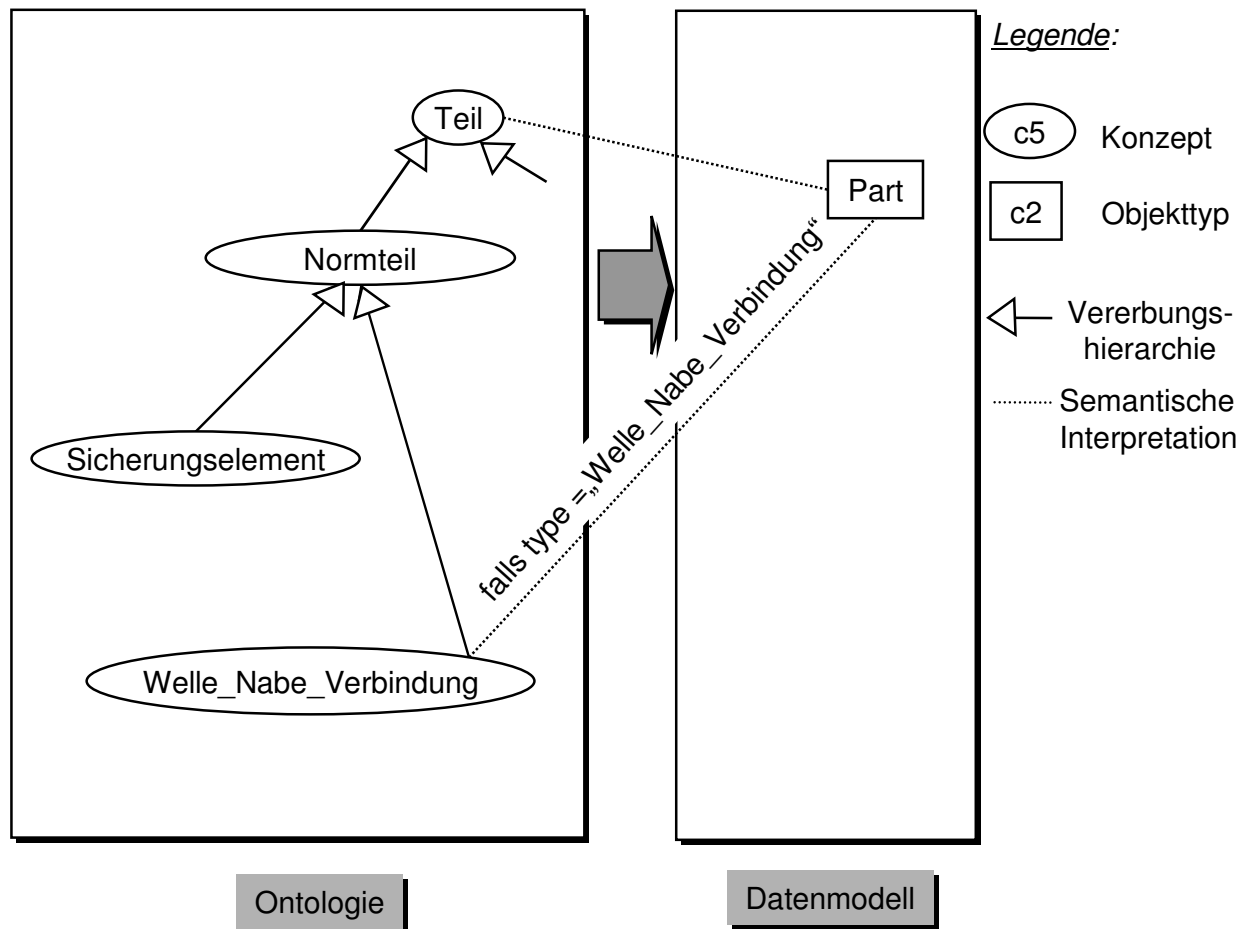 Legende:
Teil
c5
Konzept
Part
c2
Objekttyp
Normteil
falls type =„Welle_Nabe_Verbindung“
Vererbungs-
hierarchie
Semantische
Interpretation
Sicherungselement
Welle_Nabe_Verbindung
Ontologie
Datenmodell